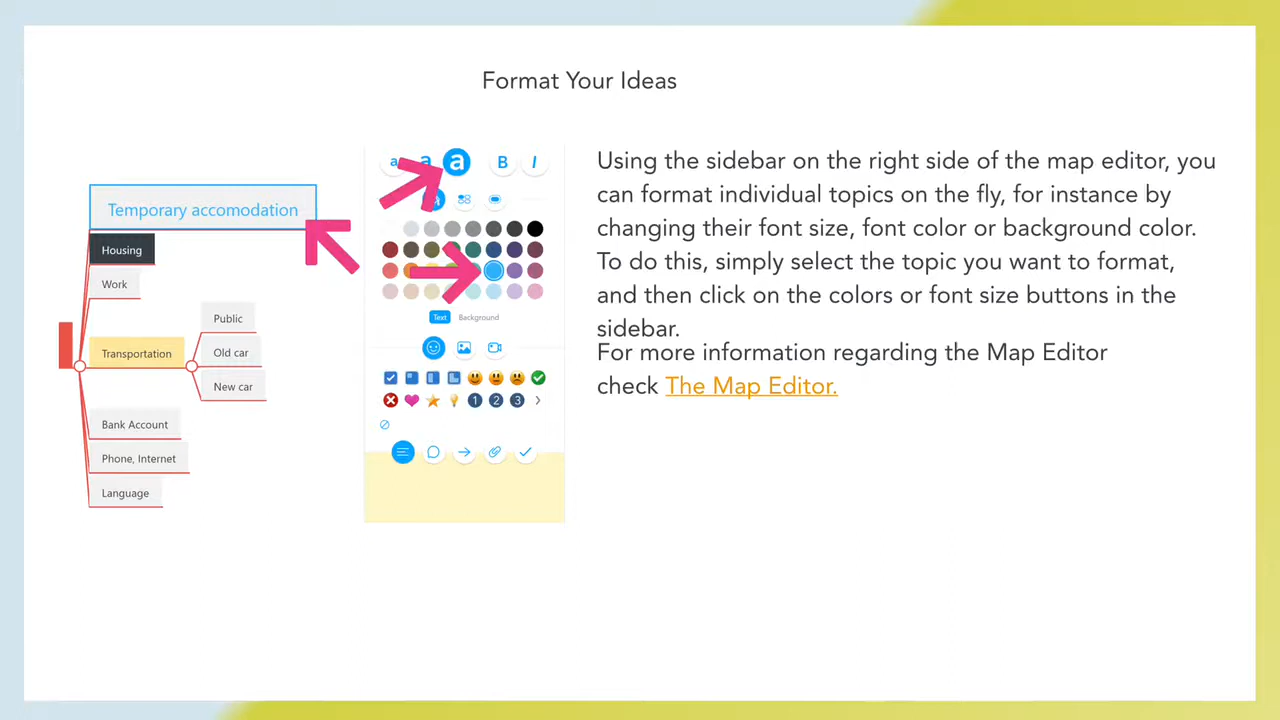 Format Your Ideas
Temporary accomodation
Housing
Work
Public
Transportation
Old car
New car
Bank Account
Phone, Internet
Language
a a a B I
Text Background
1 2 3
Using the sidebar on the right side of the map editor, you
can format individual topics on the fly, for instance by
changing their font size, font color or background color.
To do this, simply select the topic you want to format,
and then click on the colors or font size buttons in the
sidebar.
For more information regarding the Map Editor
check The Map Editor.